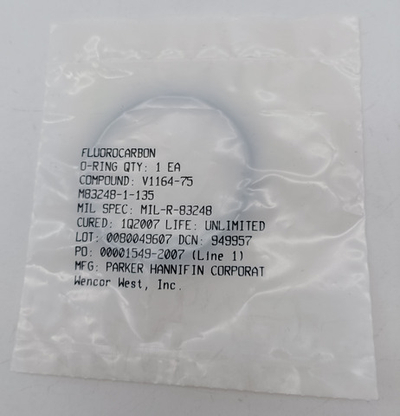 FLUOROCARBON
O-RING QTY: 1 EA
COMPOUND: V1164-75
M83248-1-135
MIL SPEC: MIL-R-83248
CURED: 1Q2007 LIFE: UNLIMITED
LOT: 0080049607 DCN: 949957
PO: 00001549-2007 (Line 1)
MFG: PARKER HANNIFIN CORPORAT
Wencor West, Inc.